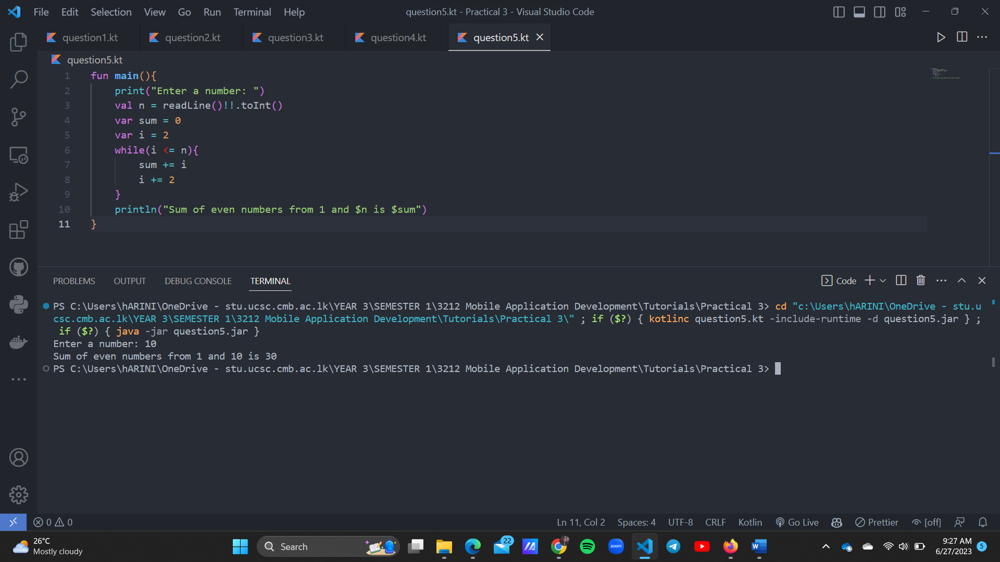 File Edit Selection View Go Run Terminal Help
question5.kt - Practical 3 - Visual Studio Code
question1.kt question2.kt question3.kt question4.kt question5.kt
question5.kt
1 fun main(){
2 print("Enter a number: ")
3 val n = readLine()!!.toInt()
4 var sum = 0
5 var i = 2
6 while(i <= n){
7 sum += i
8 i += 2
9 }
10 println("Sum of even numbers from 1 and $n is $sum")
11 }
PROBLEMS OUTPUT DEBUG CONSOLE TERMINAL
Code
PS C:\Users\hARINI\OneDrive - stu.ucsc.cmb.ac.lk\YEAR 3\SEMESTER 1\3212 Mobile Application Development\Tutorials\Practical 3> cd "c:\Users\hARINI\OneDrive - stu.u
csc.cmb.ac.lk\YEAR 3\SEMESTER 1\3212 Mobile Application Development\Tutorials\Practical 3\" ; if ($?) { kotlinc question5.kt -include-runtime -d question5.jar } ;
if ($?) { java -jar question5.jar }
Enter a number: 10
Sum of even numbers from 1 and 10 is 30
PS C:\Users\hARINI\OneDrive - stu.ucsc.cmb.ac.lk\YEAR 3\SEMESTER 1\3212 Mobile Application Development\Tutorials\Practical 3>
0 0
Ln 11, Col 2 Spaces: 4 UTF-8 CRLF Kotlin Go Live Prettier [off]
26°C
Mostly cloudy
Search
22
zoom
W
9:27 AM
6/27/2023
5